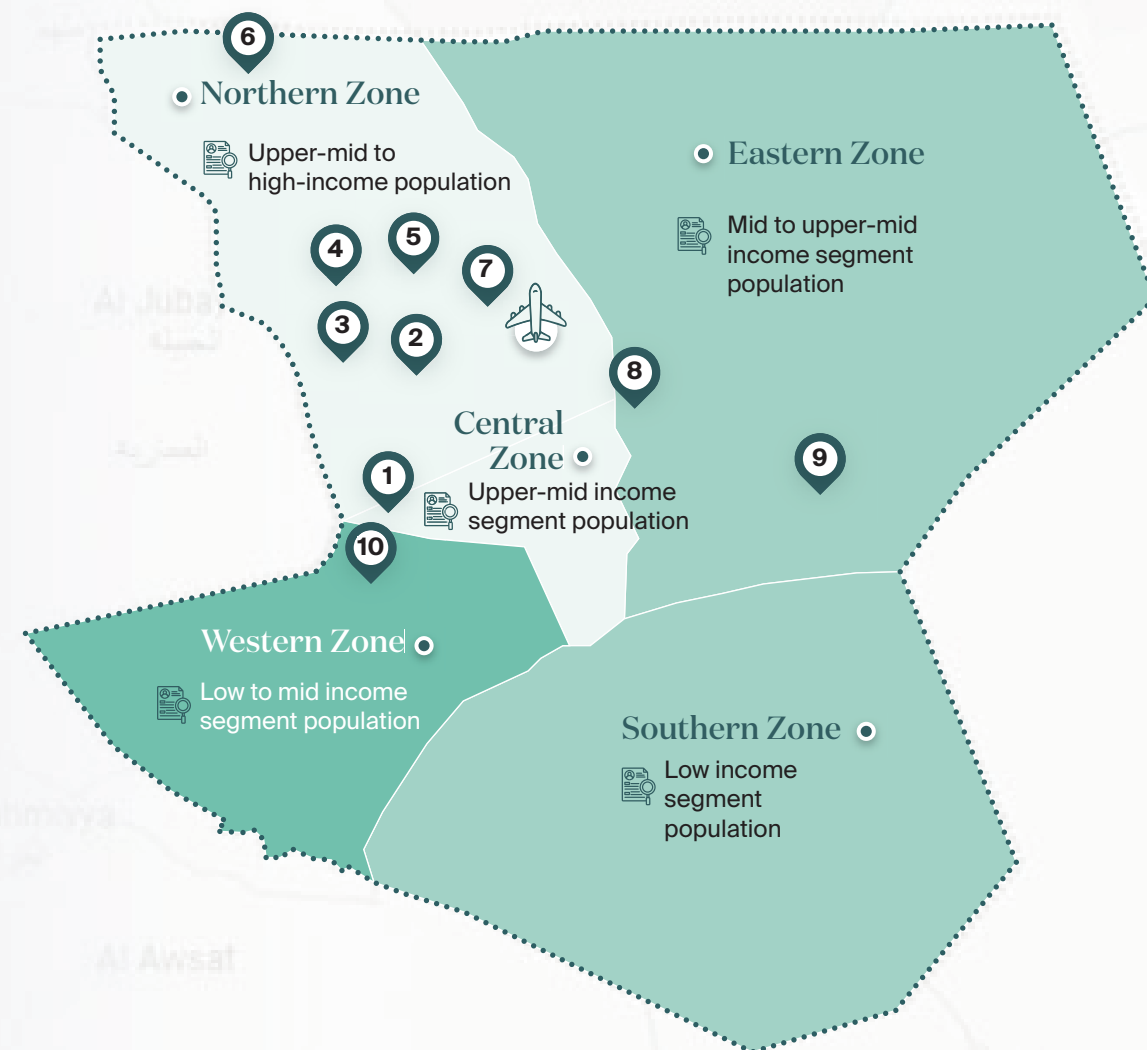 6
Northern Zone
Upper-mid to
high-income population
Eastern Zone
Mid to upper-mid
income segment
population
4
5
7
3
2
8
Central
Zone
Upper-mid income
segment population
1
9
10
Western Zone
Low to mid income
segment population
Southern Zone
Low income
segment
population
Al Awsat